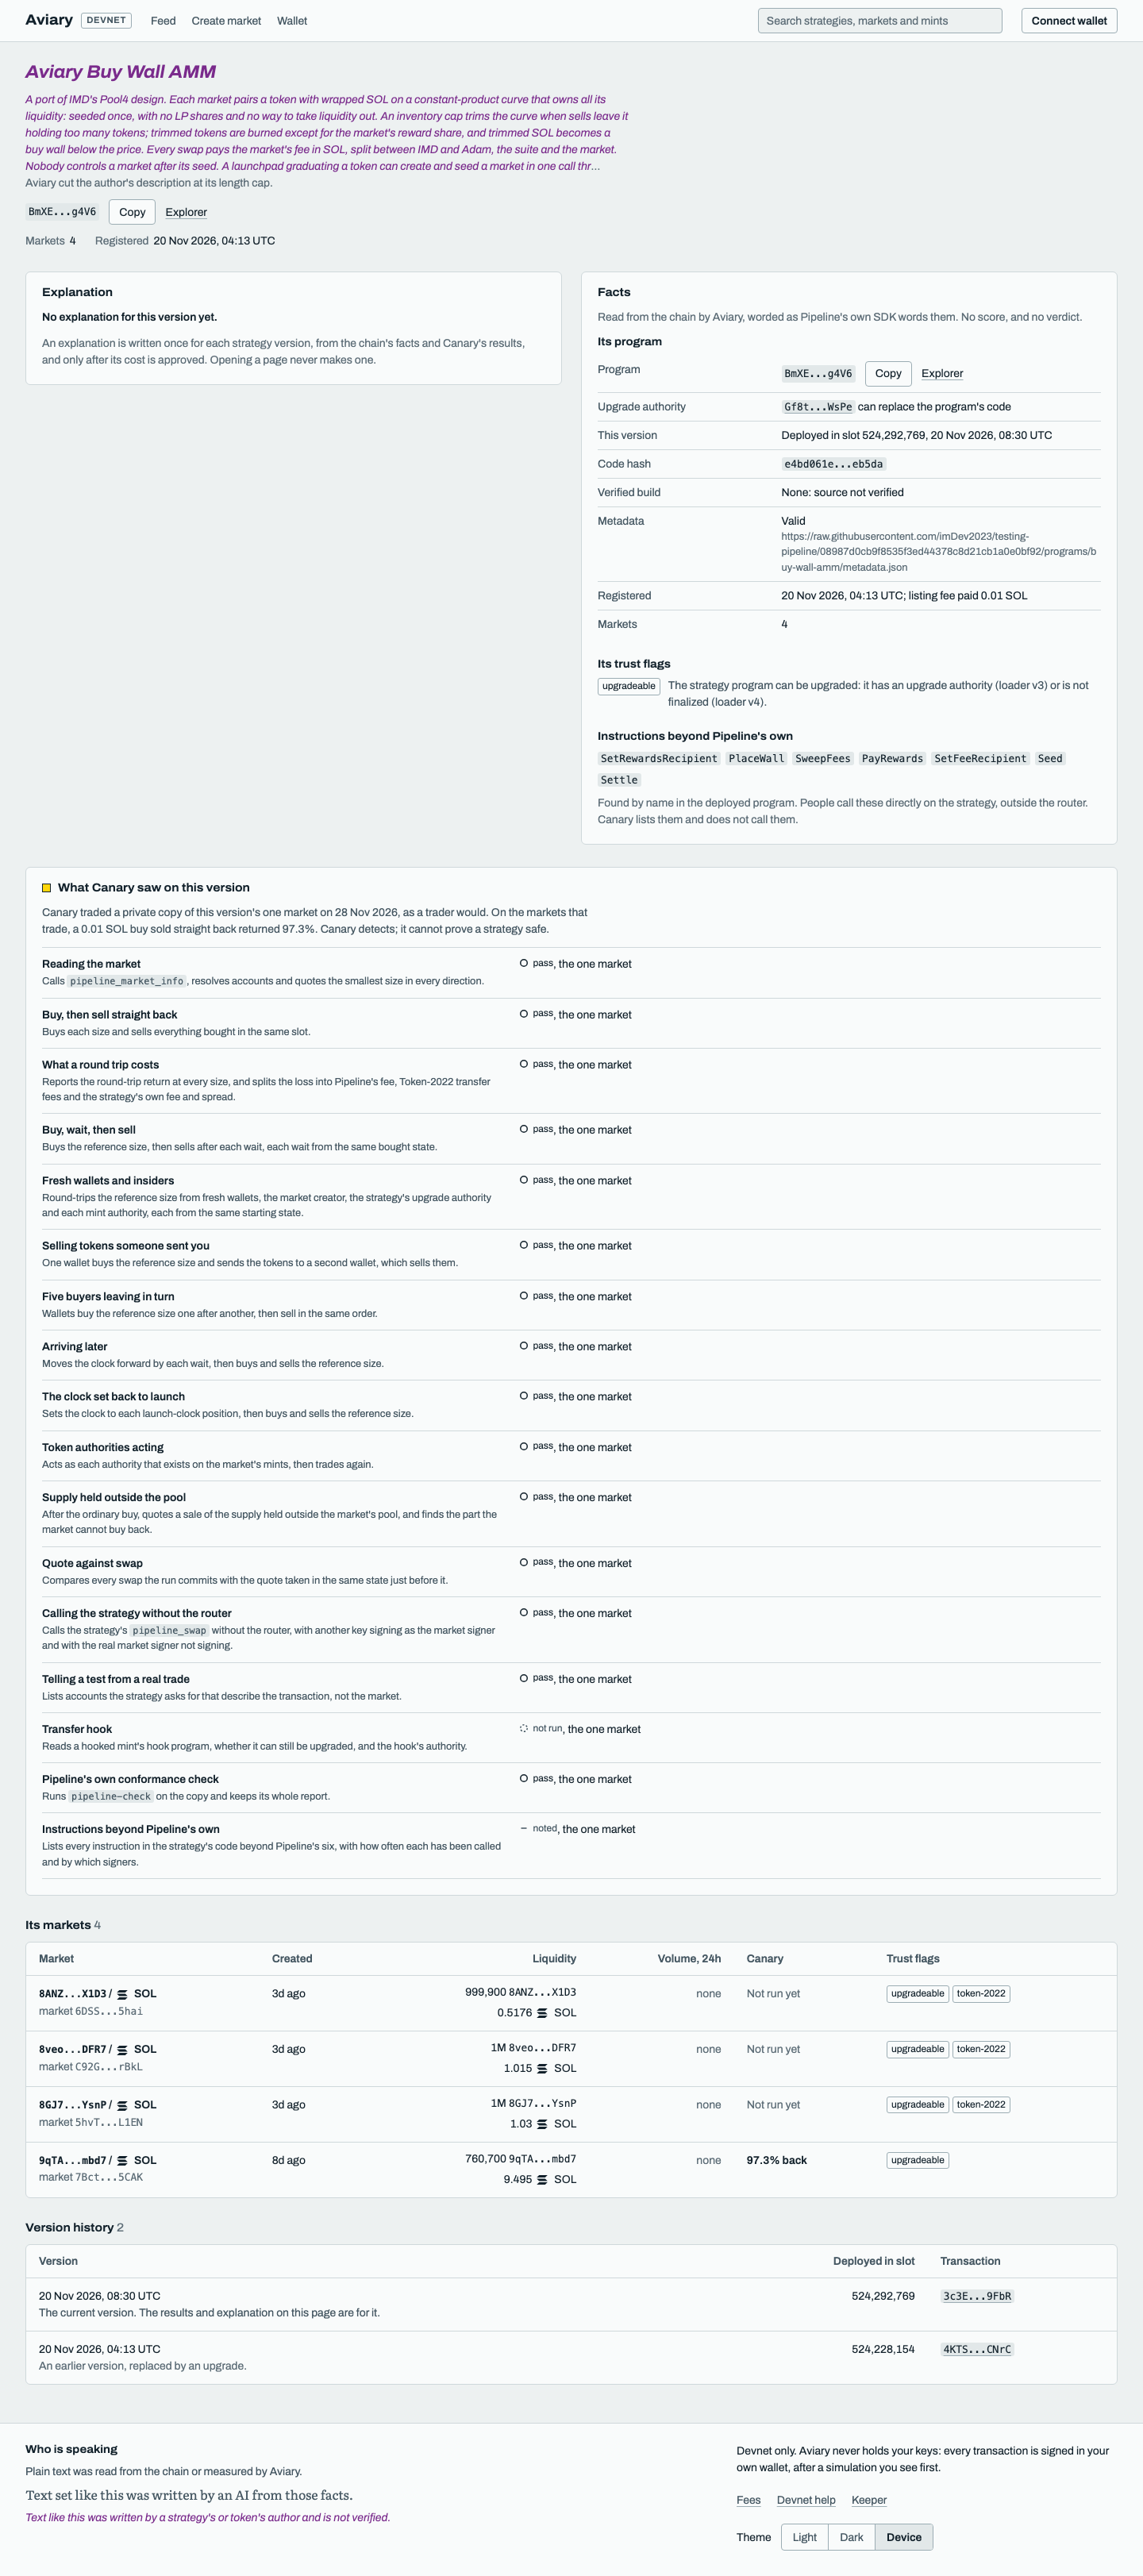 Aviary DEVNET Feed Create market Wallet Search strategies, markets and mints Connect wallet
Aviary Buy Wall AMM
A port of IMD's Pool4 design. Each market pairs a token with wrapped SOL on a constant-product curve that owns all its
liquidity: seeded once, with no LP shares and no way to take liquidity out. An inventory cap trims the curve when sells leave it
holding too many tokens; trimmed tokens are burned except for the market's reward share, and trimmed SOL becomes a
buy wall below the price. Every swap pays the market's fee in SOL, split between IMD and Adam, the suite and the market.
Nobody controls a market after its seed. A launchpad graduating a token can create and seed a market in one call thr...
Aviary cut the author's description at its length cap.
BmXE...g4V6 Copy Explorer
Markets 4 Registered 20 Nov 2026, 04:13 UTC
Explanation
No explanation for this version yet.
An explanation is written once for each strategy version, from the chain's facts and Canary's results,
and only after its cost is approved. Opening a page never makes one.
Facts
Read from the chain by Aviary, worded as Pipeline's own SDK words them. No score, and no verdict.
Its program
Program BmXE...g4V6 Copy Explorer
Upgrade authority Gf8t...WsPe can replace the program's code
This version Deployed in slot 524,292,769, 20 Nov 2026, 08:30 UTC
Code hash e4bd061e...eb5da
Verified build None: source not verified
Metadata Valid
https://raw.githubusercontent.com/imDev2023/testing-
pipeline/08987d0cb9f8535f3ed44378c8d21cb1a0e0bf92/programs/b
uy-wall-amm/metadata.json
Registered 20 Nov 2026, 04:13 UTC; listing fee paid 0.01 SOL
Markets 4
Its trust flags
upgradeable The strategy program can be upgraded: it has an upgrade authority (loader v3) or is not
finalized (loader v4).
Instructions beyond Pipeline's own
SetRewardsRecipient PlaceWall SweepFees PayRewards SetFeeRecipient Seed
Settle
Found by name in the deployed program. People call these directly on the strategy, outside the router.
Canary lists them and does not call them.
What Canary saw on this version
Canary traded a private copy of this version's one market on 28 Nov 2026, as a trader would. On the markets that
trade, a 0.01 SOL buy sold straight back returned 97.3%. Canary detects; it cannot prove a strategy safe.
Reading the market pass, the one market
Calls pipeline_market_info, resolves accounts and quotes the smallest size in every direction.
Buy, then sell straight back pass, the one market
Buys each size and sells everything bought in the same slot.
What a round trip costs pass, the one market
Reports the round-trip return at every size, and splits the loss into Pipeline's fee, Token-2022 transfer
fees and the strategy's own fee and spread.
Buy, wait, then sell pass, the one market
Buys the reference size, then sells after each wait, each wait from the same bought state.
Fresh wallets and insiders pass, the one market
Round-trips the reference size from fresh wallets, the market creator, the strategy's upgrade authority
and each mint authority, each from the same starting state.
Selling tokens someone sent you pass, the one market
One wallet buys the reference size and sends the tokens to a second wallet, which sells them.
Five buyers leaving in turn pass, the one market
Wallets buy the reference size one after another, then sell in the same order.
Arriving later pass, the one market
Moves the clock forward by each wait, then buys and sells the reference size.
The clock set back to launch pass, the one market
Sets the clock to each launch-clock position, then buys and sells the reference size.
Token authorities acting pass, the one market
Acts as each authority that exists on the market's mints, then trades again.
Supply held outside the pool pass, the one market
After the ordinary buy, quotes a sale of the supply held outside the market's pool, and finds the part the
market cannot buy back.
Quote against swap pass, the one market
Compares every swap the run commits with the quote taken in the same state just before it.
Calling the strategy without the router pass, the one market
Calls the strategy's pipeline_swap without the router, with another key signing as the market signer
and with the real market signer not signing.
Telling a test from a real trade pass, the one market
Lists accounts the strategy asks for that describe the transaction, not the market.
Transfer hook not run, the one market
Reads a hooked mint's hook program, whether it can still be upgraded, and the hook's authority.
Pipeline's own conformance check pass, the one market
Runs pipeline-check on the copy and keeps its whole report.
Instructions beyond Pipeline's own noted, the one market
Lists every instruction in the strategy's code beyond Pipeline's six, with how often each has been called
and by which signers.
Its markets 4
Market Created Liquidity Volume, 24h Canary Trust flags
8ANZ...X1D3 / SOL 3d ago 999,900 8ANZ...X1D3 none Not run yet upgradeable token-2022
market 6DSS...5hai 0.5176 SOL
8veo...DFR7 / SOL 3d ago 1M 8veo...DFR7 none Not run yet upgradeable token-2022
market C92G...rBkL 1.015 SOL
8GJ7...YsnP / SOL 3d ago 1M 8GJ7...YsnP none Not run yet upgradeable token-2022
market 5hvT...L1EN 1.03 SOL
9qTA...mbd7 / SOL 8d ago 760,700 9qTA...mbd7 none 97.3% back upgradeable
market 7Bct...5CAK 9.495 SOL
Version history 2
Version Deployed in slot Transaction
20 Nov 2026, 08:30 UTC 524,292,769 3c3E...9FbR
The current version. The results and explanation on this page are for it.
20 Nov 2026, 04:13 UTC 524,228,154 4KTS...CNrC
An earlier version, replaced by an upgrade.
Who is speaking
Plain text was read from the chain or measured by Aviary.
Text set like this was written by an AI from those facts.
Text like this was written by a strategy's or token's author and is not verified.
Devnet only. Aviary never holds your keys: every transaction is signed in your
own wallet, after a simulation you see first.
Fees Devnet help Keeper
Theme Light Dark Device